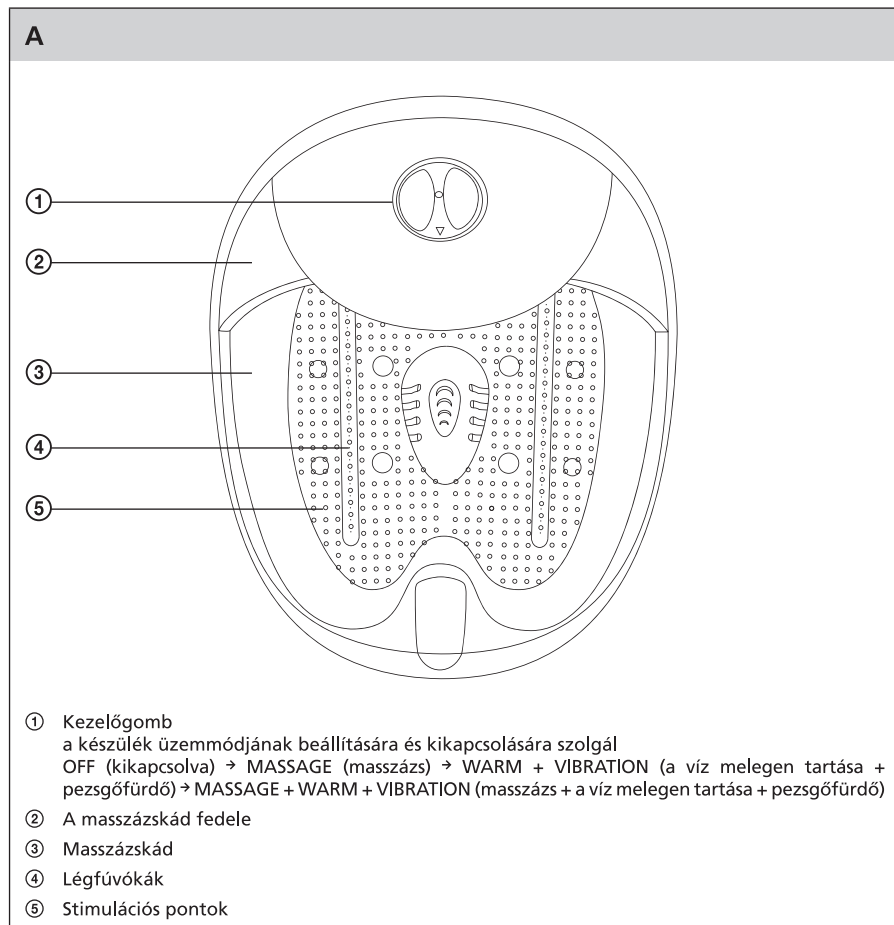 A
1
2
3
4
5
① Kezelőgomb
a készülék üzemmódjának beállítására és kikapcsolására szolgál
OFF (kikapcsolva) → MASSAGE (masszázs) → WARM + VIBRATION (a víz melegen tartása +
pezsgőfürdő) → MASSAGE + WARM + VIBRATION (masszázs + a víz melegen tartása + pezsgőfürdő)
② A masszázskád fedele
③ Masszázskád
④ Légfúvókák
⑤ Stimulációs pontok